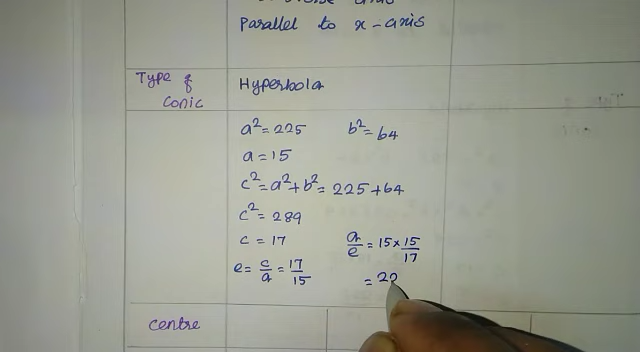 Parallel to x-axis
Type of
Conic
Hyperbola
a² = 225 b² = 64
a = 15
c² = a² + b² = 225 + 64
c² = 289
c = 17 a/e = 15 × 15/17
e = c/a = 17/15 = 22
Centre